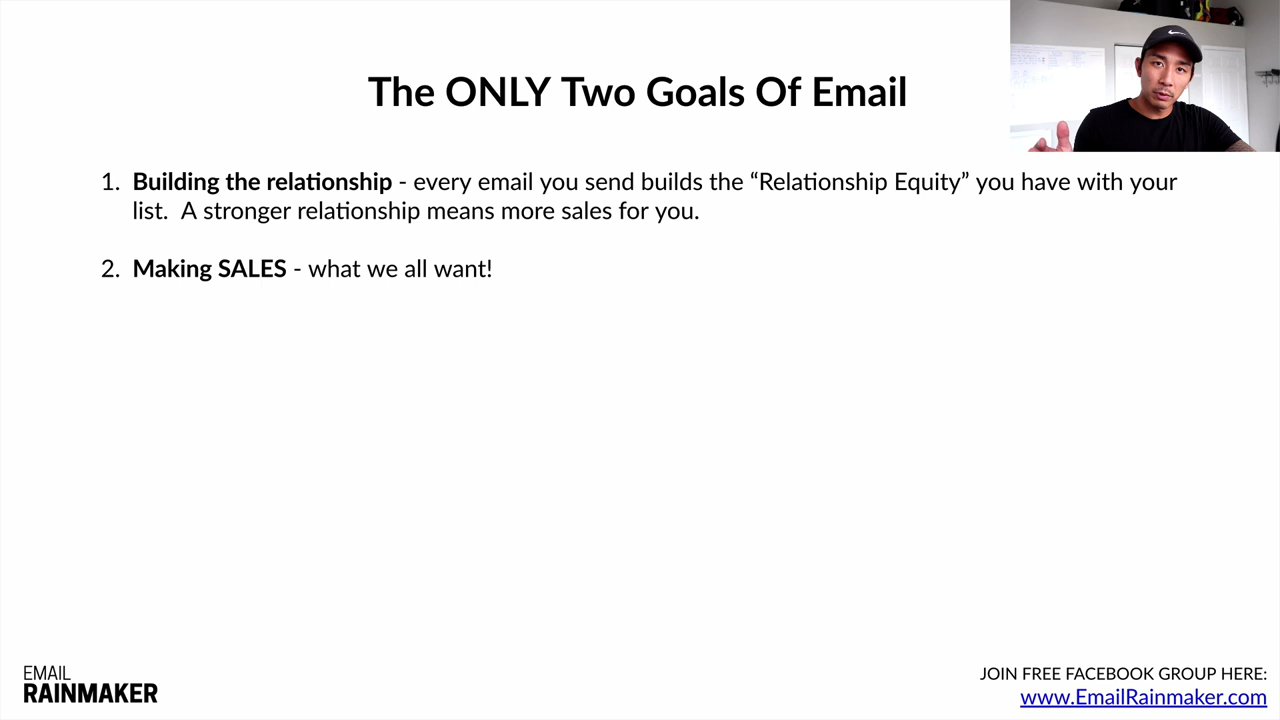 The ONLY Two Goals Of Email
1. Building the relationship - every email you send builds the “Relationship Equity” you have with your
list.  A stronger relationship means more sales for you.
2. Making SALES - what we all want!
EMAIL
RAINMAKER
JOIN FREE FACEBOOK GROUP HERE:
www.EmailRainmaker.com